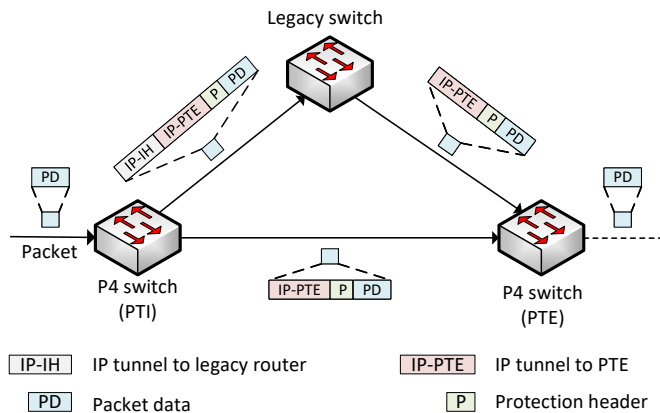 Legacy switch
IP-IH IP-PTE P PD
IP-PTE P PD
PD
PD
Packet
IP-PTE P PD
P4 switch
(PTI)
P4 switch
(PTE)
IP-IH IP tunnel to legacy router
IP-PTE IP tunnel to PTE
PD Packet data
P Protection header